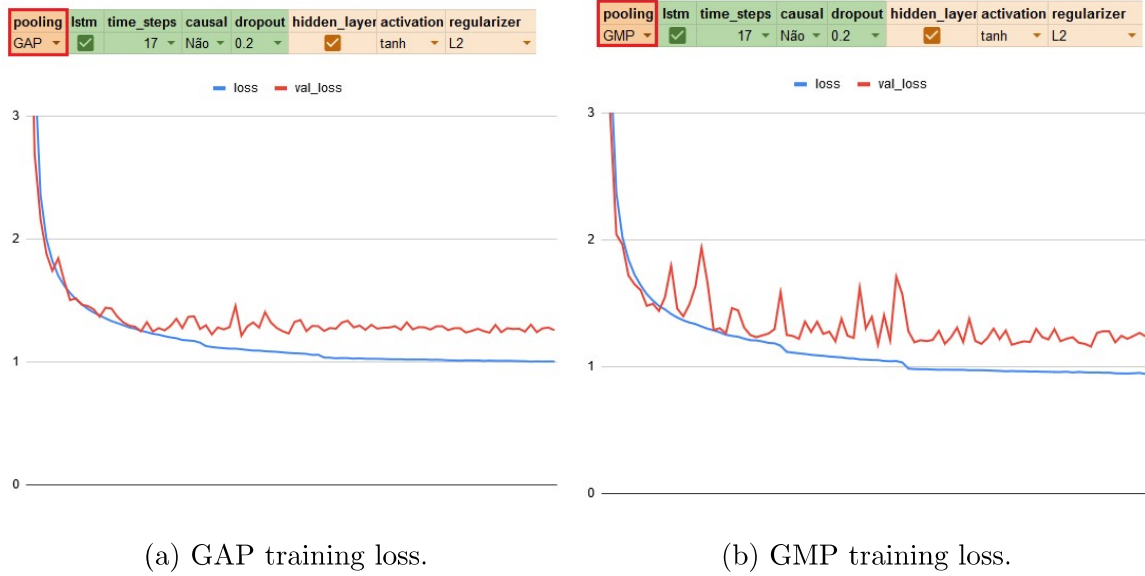 pooling lstm time_steps causal dropout hidden_layer activation regularizer
GAP 17 Não 0.2 tanh L2
loss val_loss
3
2
1
0
(a) GAP training loss.
pooling lstm time_steps causal dropout hidden_layer activation regularizer
GMP 17 Não 0.2 tanh L2
loss val_loss
3
2
1
0
(b) GMP training loss.